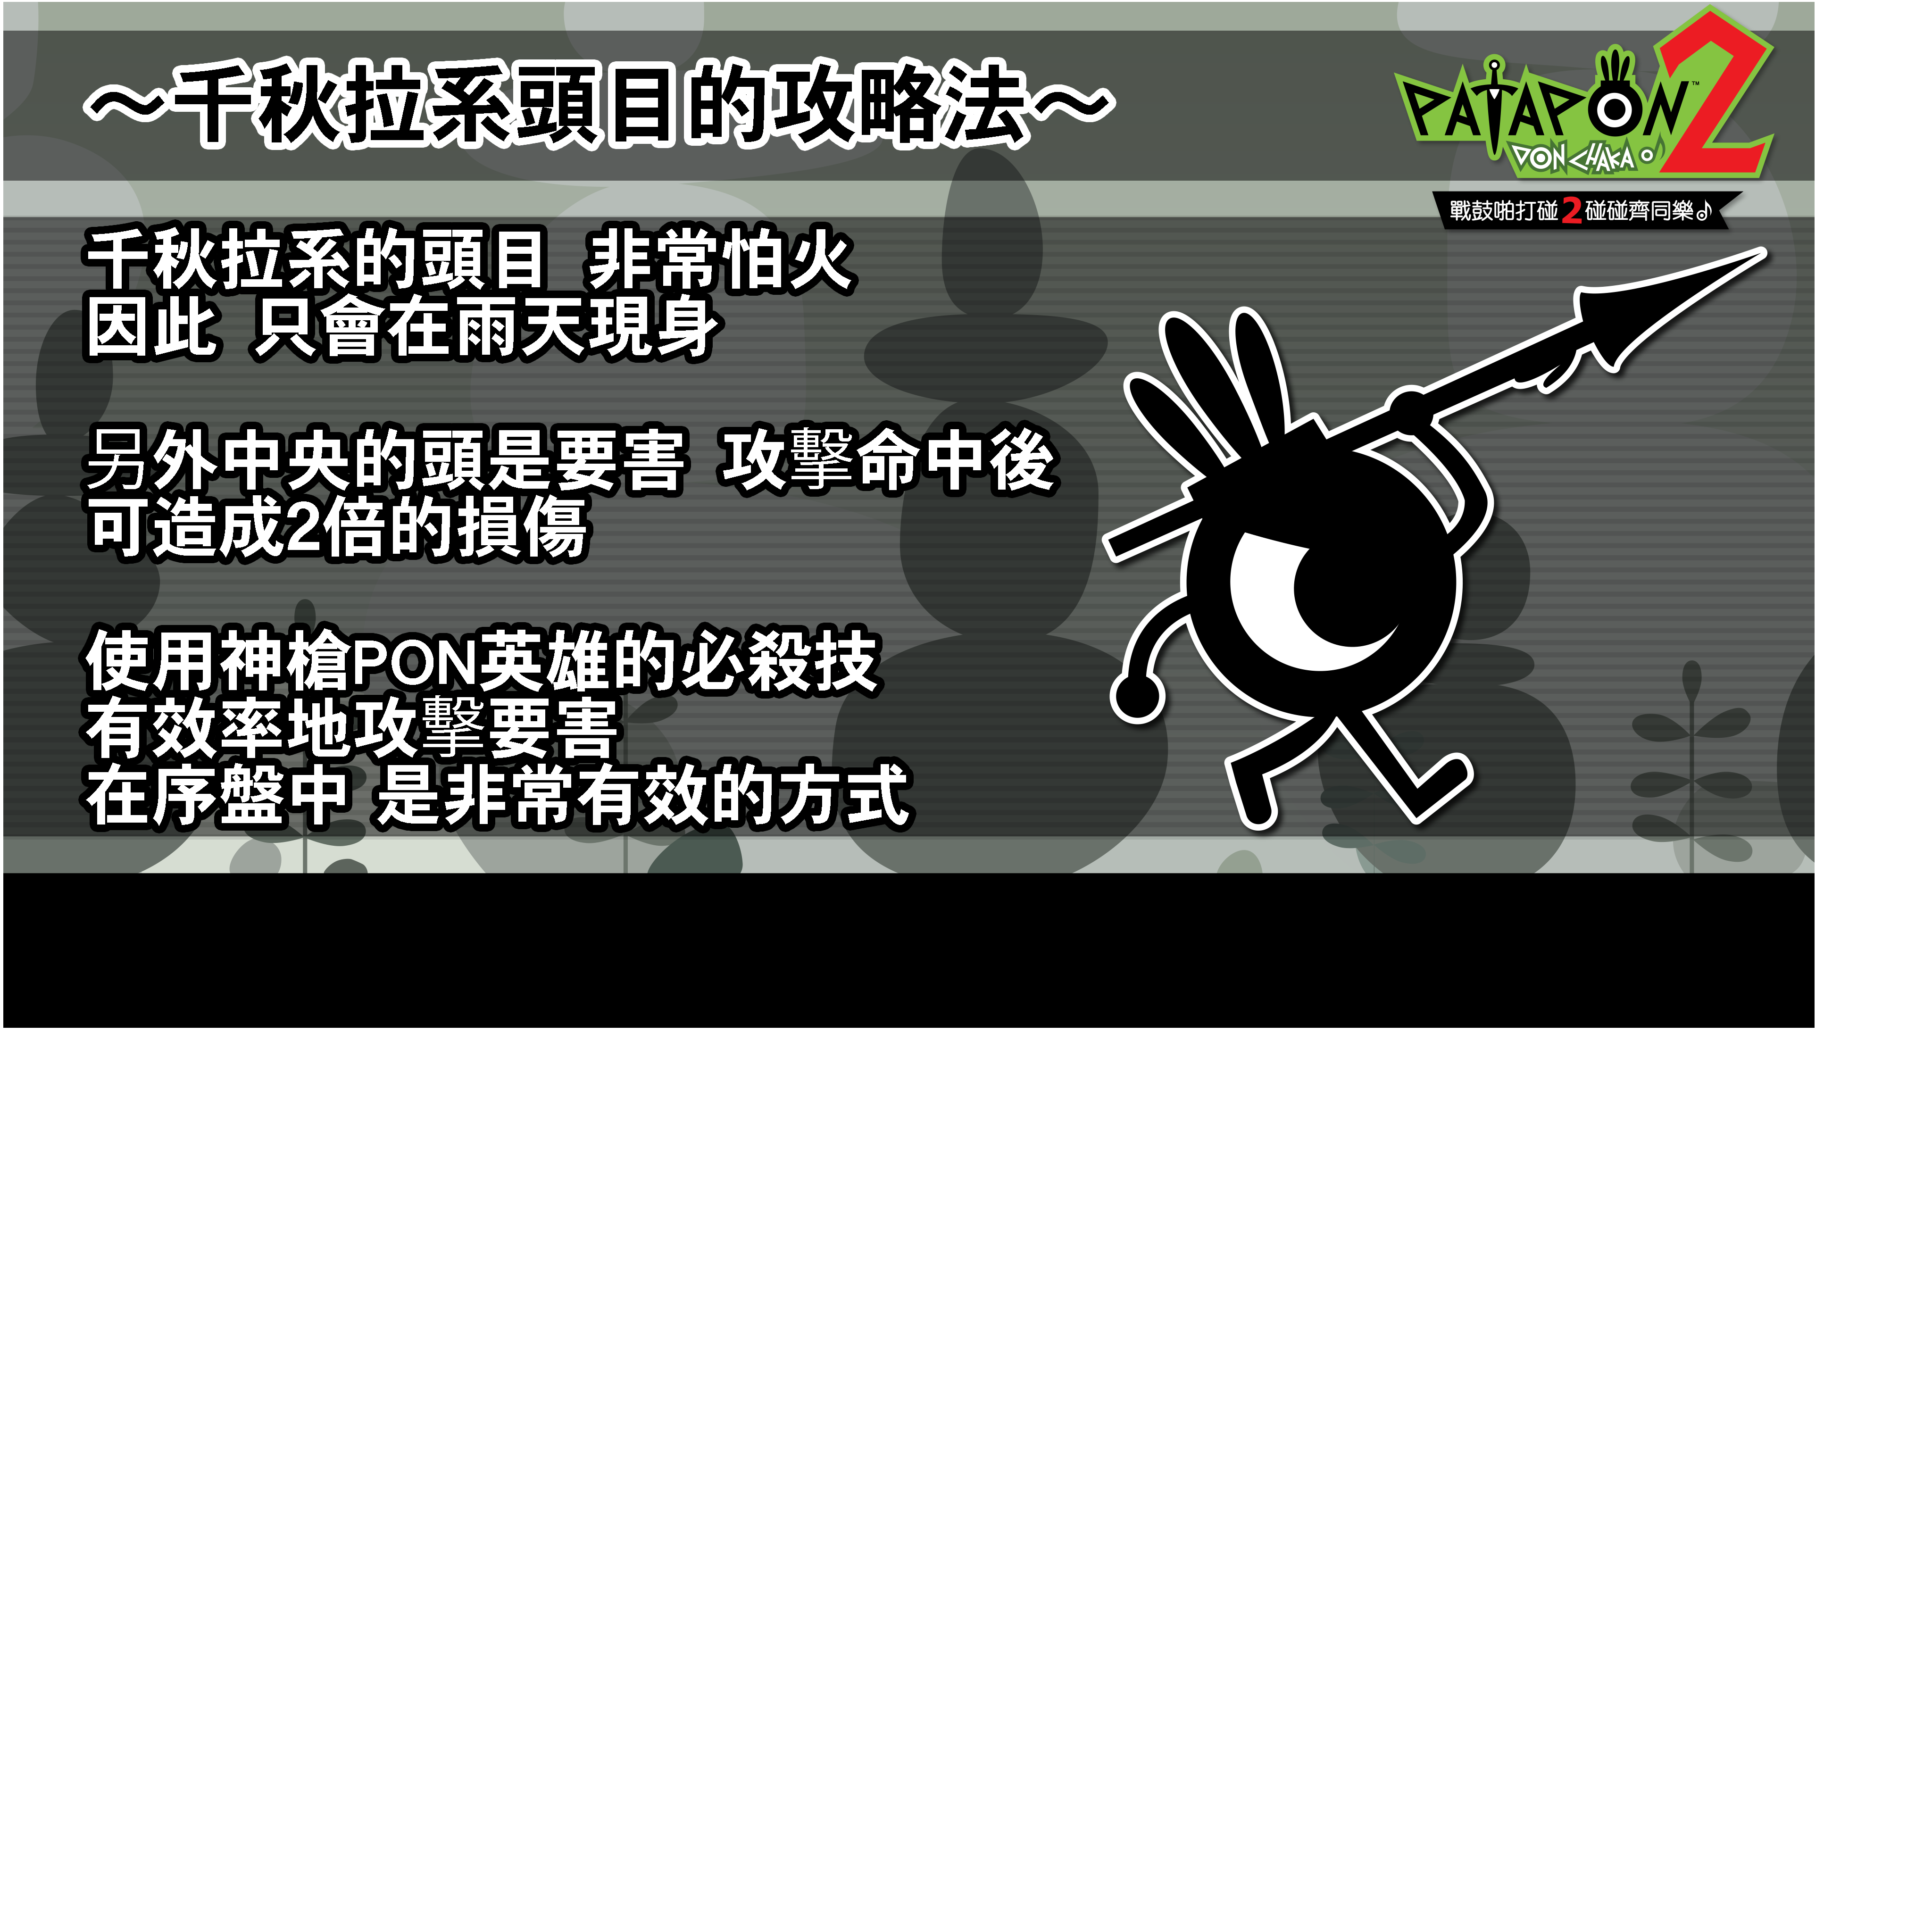 ～千秋拉系頭目的攻略法～
PATAPON2™
DON CHAKA♪
戰鼓啪打碰2碰碰齊同樂♪
千秋拉系的頭目 非常怕火
因此 只會在雨天現身
另外中央的頭是要害 攻擊命中後
可造成2倍的損傷
使用神槍PON英雄的必殺技
有效率地攻擊要害
在序盤中 是非常有效的方式